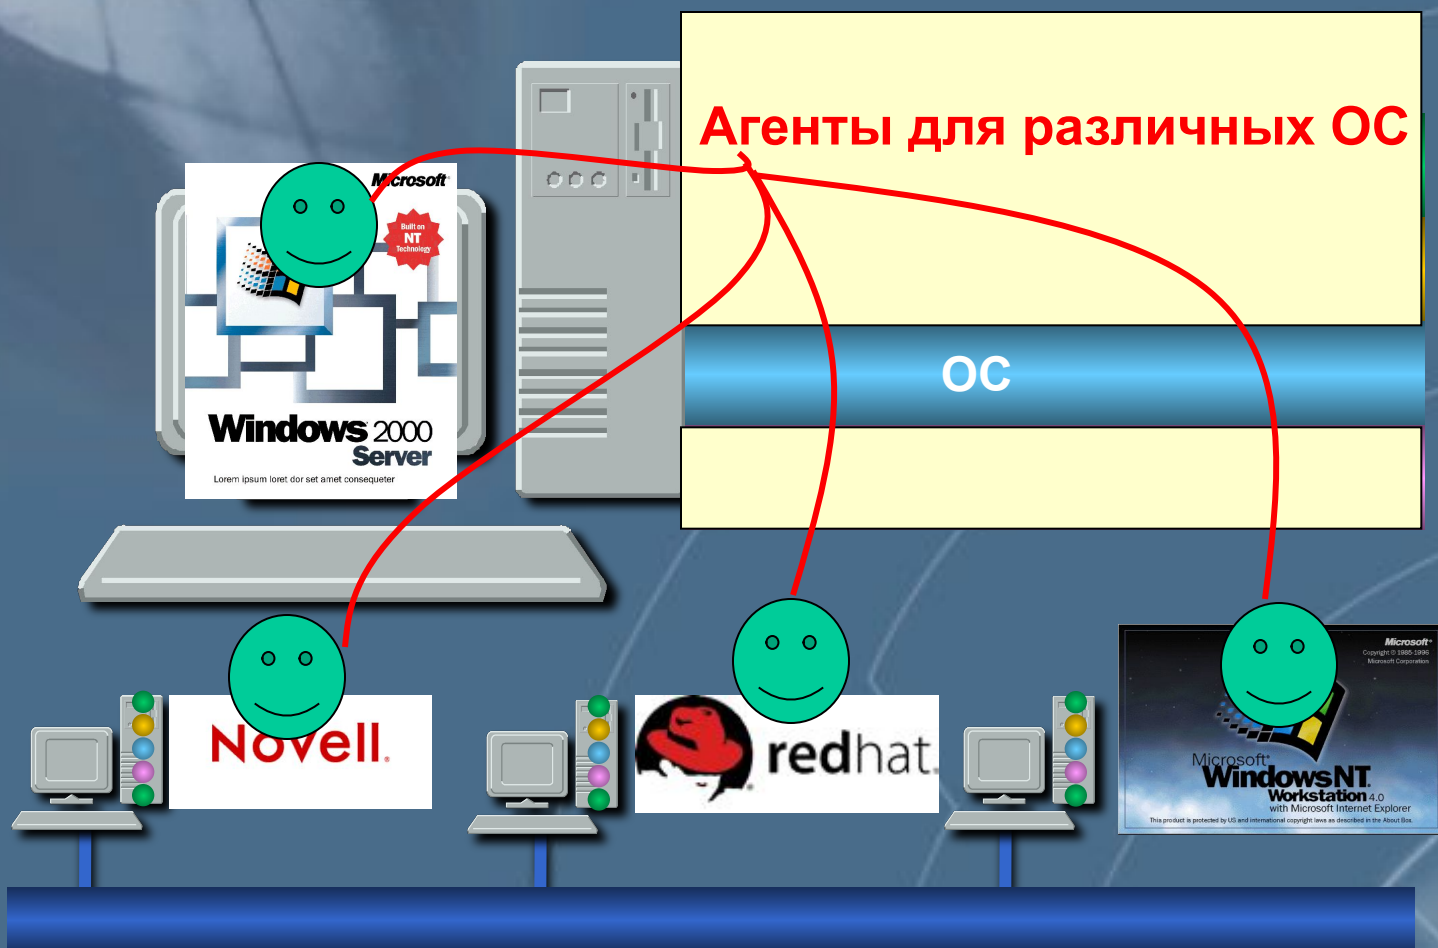 Агенты для различных ОС
Microsoft
Built on
NT
Technology
ОС
Windows 2000
Server
Lorem ipsum loret dor set amet consequeter
Microsoft
Copyright © 1985-1996
Microsoft Corporation
Novell.
redhat.
Microsoft
Windows NT.
Workstation 4.0
with Microsoft Internet Explorer
This product is protected by US and international copyright laws as described in the About Box.